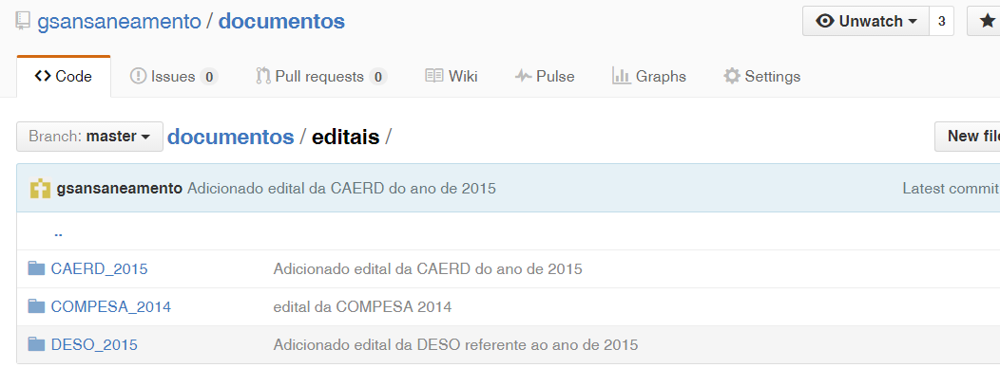 gsansaneamento / documentos
Unwatch 3
Code Issues 0 Pull requests 0 Wiki Pulse Graphs Settings
Branch: master documentos / editais / New file
gsansaneamento Adicionado edital da CAERD do ano de 2015 Latest commit
..
CAERD_2015 Adicionado edital da CAERD do ano de 2015
COMPESA_2014 edital da COMPESA 2014
DESO_2015 Adicionado edital da DESO referente ao ano de 2015